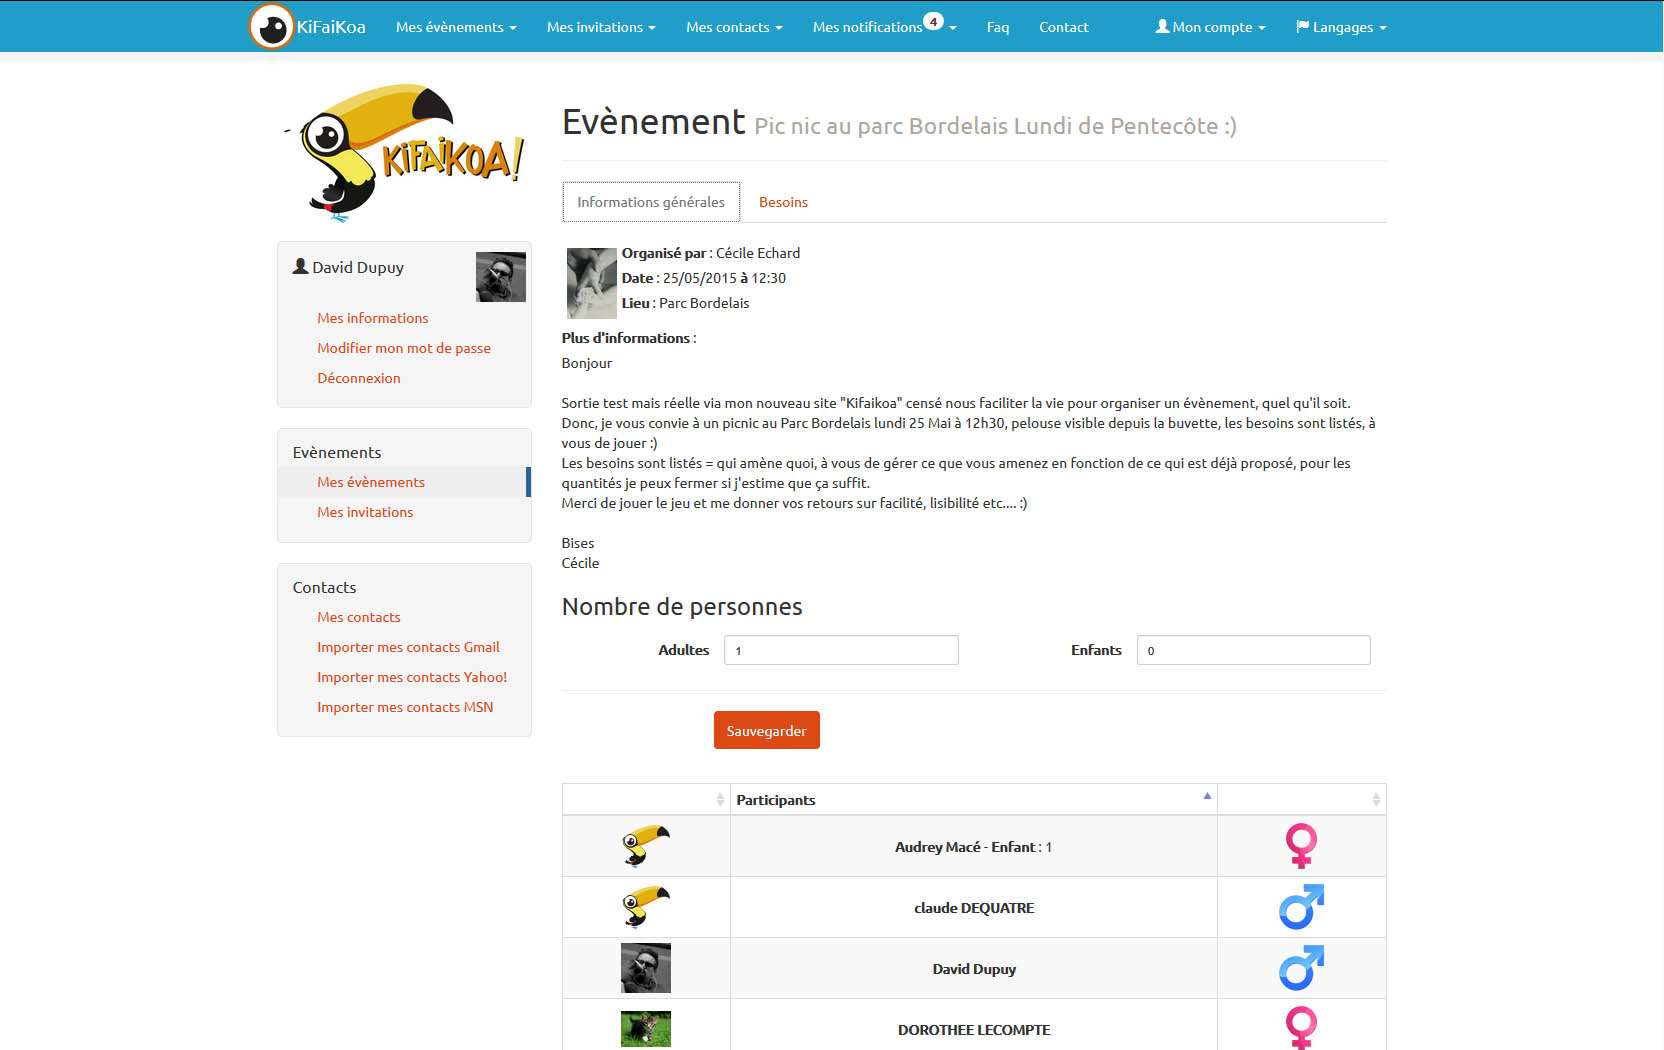 KiFaiKoa Mes évènements Mes invitations Mes contacts Mes notifications 4 Faq Contact Mon compte Langages
KiFAiKOA!
Evènement Pic nic au parc Bordelais Lundi de Pentecôte :)
Informations générales Besoins
David Dupuy
Mes informations
Modifier mon mot de passe
Déconnexion
Evènements
Mes évènements
Mes invitations
Contacts
Mes contacts
Importer mes contacts Gmail
Importer mes contacts Yahoo!
Importer mes contacts MSN
Organisé par : Cécile Echard
Date : 25/05/2015 à 12:30
Lieu : Parc Bordelais
Plus d'informations :
Bonjour
Sortie test mais réelle via mon nouveau site "Kifaikoa" censé nous faciliter la vie pour organiser un évènement, quel qu'il soit.
Donc, je vous convie à un picnic au Parc Bordelais lundi 25 Mai à 12h30, pelouse visible depuis la buvette, les besoins sont listés, à
vous de jouer :)
Les besoins sont listés = qui amène quoi, à vous de gérer ce que vous amenez en fonction de ce qui est déjà proposé, pour les
quantités je peux fermer si j'estime que ça suffit.
Merci de jouer le jeu et me donner vos retours sur facilité, lisibilité etc.... :)
Bises
Cécile
Nombre de personnes
Adultes 1 Enfants 0
Sauvegarder
Participants
Audrey Macé - Enfant : 1
claude DEQUATRE
David Dupuy
DOROTHEE LECOMPTE